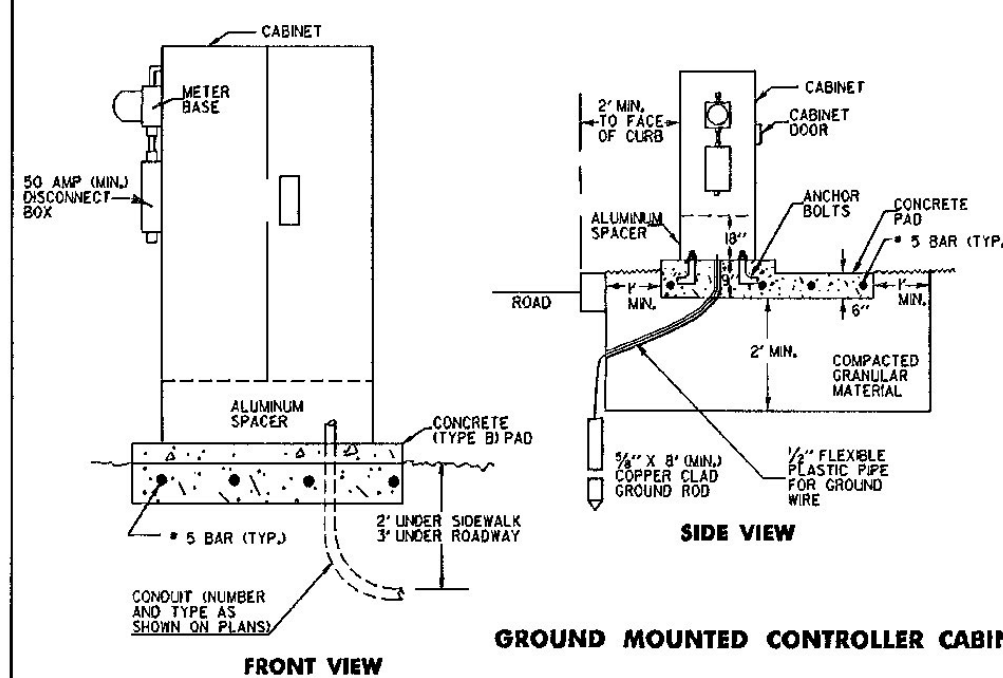 CABINET
METER
BASE
50 AMP (MIN.)
DISCONNECT
BOX
ALUMINUM
SPACER
CONCRETE
(TYPE B) PAD
# 5 BAR (TYP.)
2' UNDER SIDEWALK
3' UNDER ROADWAY
CONDUIT (NUMBER
AND TYPE AS
SHOWN ON PLANS)
FRONT VIEW
2' MIN.
TO FACE
OF CURB
CABINET
CABINET
DOOR
ALUMINUM
SPACER
18"
ANCHOR
BOLTS
CONCRETE
PAD
# 5 BAR (TYP.
ROAD
1'
MIN.
9"
1'
MIN.
6"
2' MIN.
COMPACTED
GRANULAR
MATERIAL
5/8" X 8' (MIN.)
COPPER CLAD
GROUND ROD
1/2" FLEXIBLE
PLASTIC PIPE
FOR GROUND
WIRE
SIDE VIEW
GROUND MOUNTED CONTROLLER CABIN